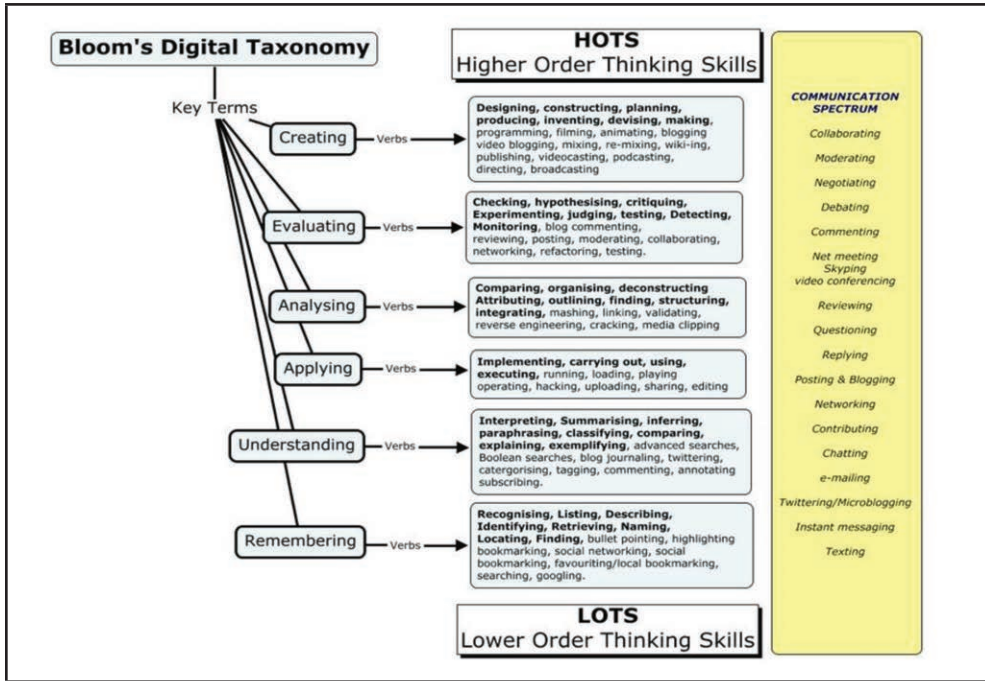 Bloom's Digital Taxonomy
Key Terms
HOTS
Higher Order Thinking Skills
Creating
Verbs
Designing, constructing, planning,
producing, inventing, devising, making,
programming, filming, animating, blogging
video blogging, mixing, re-mixing, wiki-ing,
publishing, videocasting, podcasting,
directing, broadcasting
Evaluating
Verbs
Checking, hypothesising, critiquing,
Experimenting, judging, testing, Detecting,
Monitoring, blog commenting,
reviewing, posting, moderating, collaborating,
networking, refactoring, testing.
Analysing
Verbs
Comparing, organising, deconstructing
Attributing, outlining, finding, structuring,
integrating, mashing, linking, validating,
reverse engineering, cracking, media clipping
Applying
Verbs
Implementing, carrying out, using,
executing, running, loading, playing
operating, hacking, uploading, sharing, editing
Understanding
Verbs
Interpreting, Summarising, inferring,
paraphrasing, classifying, comparing,
explaining, exemplifying, advanced searches,
Boolean searches, blog journaling, twittering,
catergorising, tagging, commenting, annotating
subscribing.
Remembering
Verbs
Recognising, Listing, Describing,
Identifying, Retrieving, Naming,
Locating, Finding, bullet pointing, highlighting
bookmarking, social networking, social
bookmarking, favouriting/local bookmarking,
searching, googling.
LOTS
Lower Order Thinking Skills
COMMUNICATION
SPECTRUM
Collaborating
Moderating
Negotiating
Debating
Commenting
Net meeting
Skyping
video conferencing
Reviewing
Questioning
Replying
Posting & Blogging
Networking
Contributing
Chatting
e-mailing
Twittering/Microblogging
Instant messaging
Texting